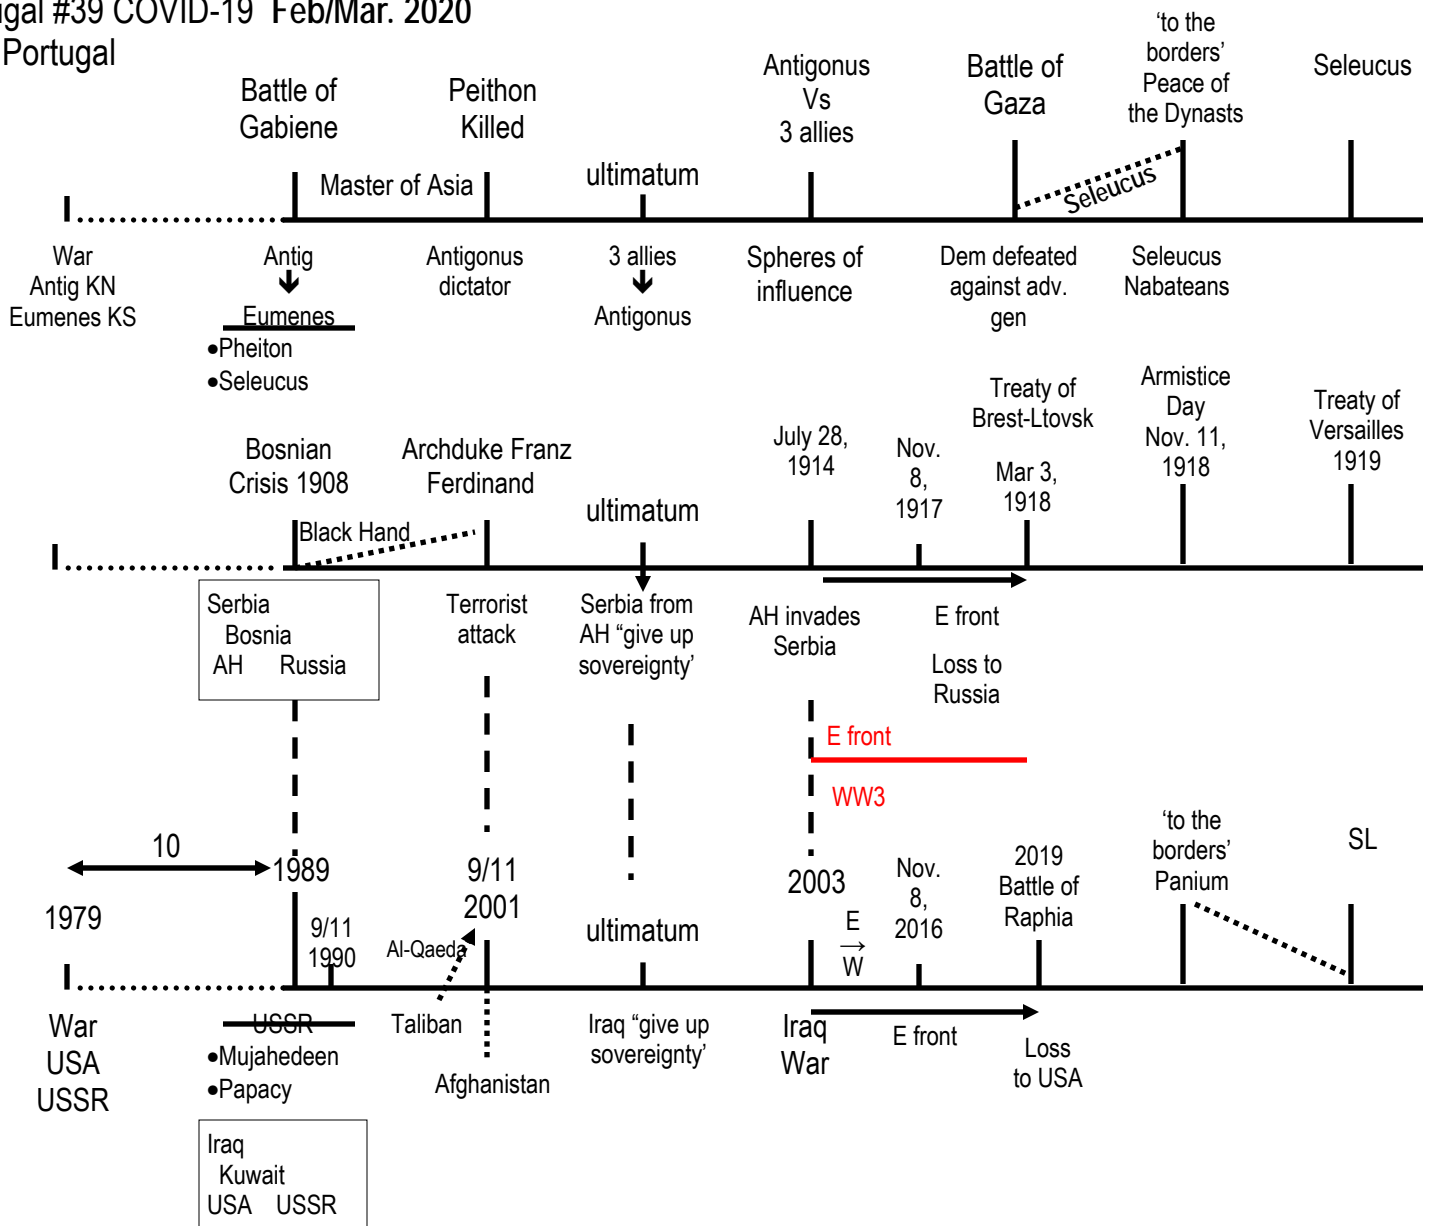 ugal #39 COVID-19 Feb/Mar. 2020
Portugal
Battle of
Gabiene
Peithon
Killed
Antigonus
Vs
3 allies
Battle of
Gaza
‘to the
borders’
Peace of
the Dynasts
Seleucus
Master of Asia
ultimatum
Seleucus
War
Antig KN
Eumenes KS
Antig
Eumenes
•Pheiton
•Seleucus
Antigonus
dictator
3 allies
Antigonus
Spheres of
influence
Dem defeated
against adv.
gen
Seleucus
Nabateans
Bosnian
Crisis 1908
Archduke Franz
Ferdinand
ultimatum
July 28,
1914
Nov.
8,
1917
Treaty of
Brest-Ltovsk
Mar 3,
1918
Armistice
Day
Nov. 11,
1918
Treaty of
Versailles
1919
Black Hand
Serbia
Bosnia
AH Russia
Terrorist
attack
Serbia from
AH “give up
sovereignty’
AH invades
Serbia
E front
Loss to
Russia
E front
WW3
10
1979
1989
9/11
1990
Al-Qaeda
9/11
2001
ultimatum
2003
E
→
W
Nov.
8,
2016
2019
Battle of
Raphia
‘to the
borders’
Panium
SL
War
USA
USSR
USSR
•Mujahedeen
•Papacy
Taliban
Afghanistan
Iraq “give up
sovereignty’
Iraq
War
E front
Loss
to USA
Iraq
Kuwait
USA USSR